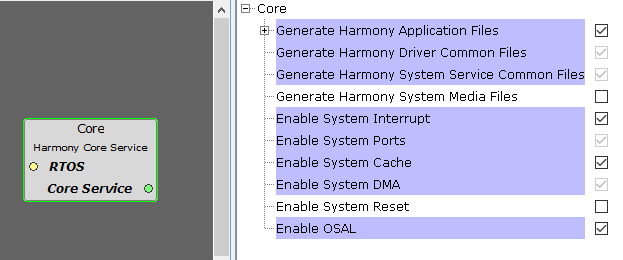 Core
Harmony Core Service
RTOS
Core Service
Core
Generate Harmony Application Files
Generate Harmony Driver Common Files
Generate Harmony System Service Common Files
Generate Harmony System Media Files
Enable System Interrupt
Enable System Ports
Enable System Cache
Enable System DMA
Enable System Reset
Enable OSAL